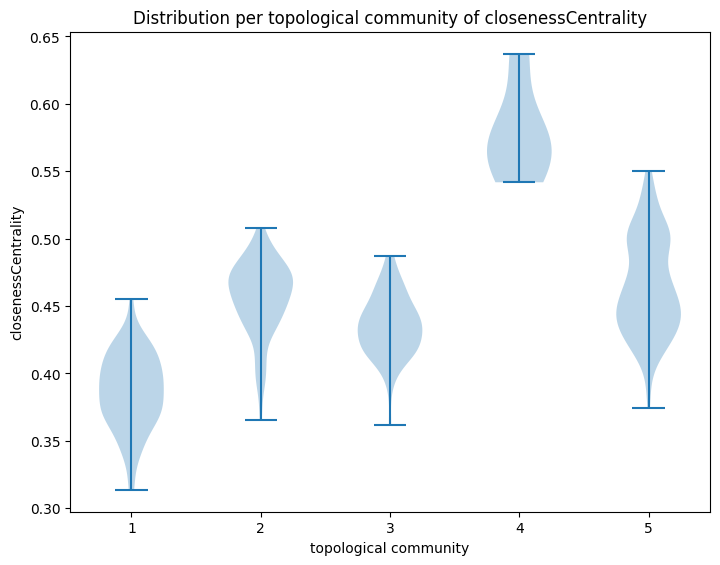 Distribution per topological community of closenessCentrality
closenessCentrality
0.65
0.60
0.55
0.50
0.45
0.40
0.35
0.30
1 2 3 4 5
topological community